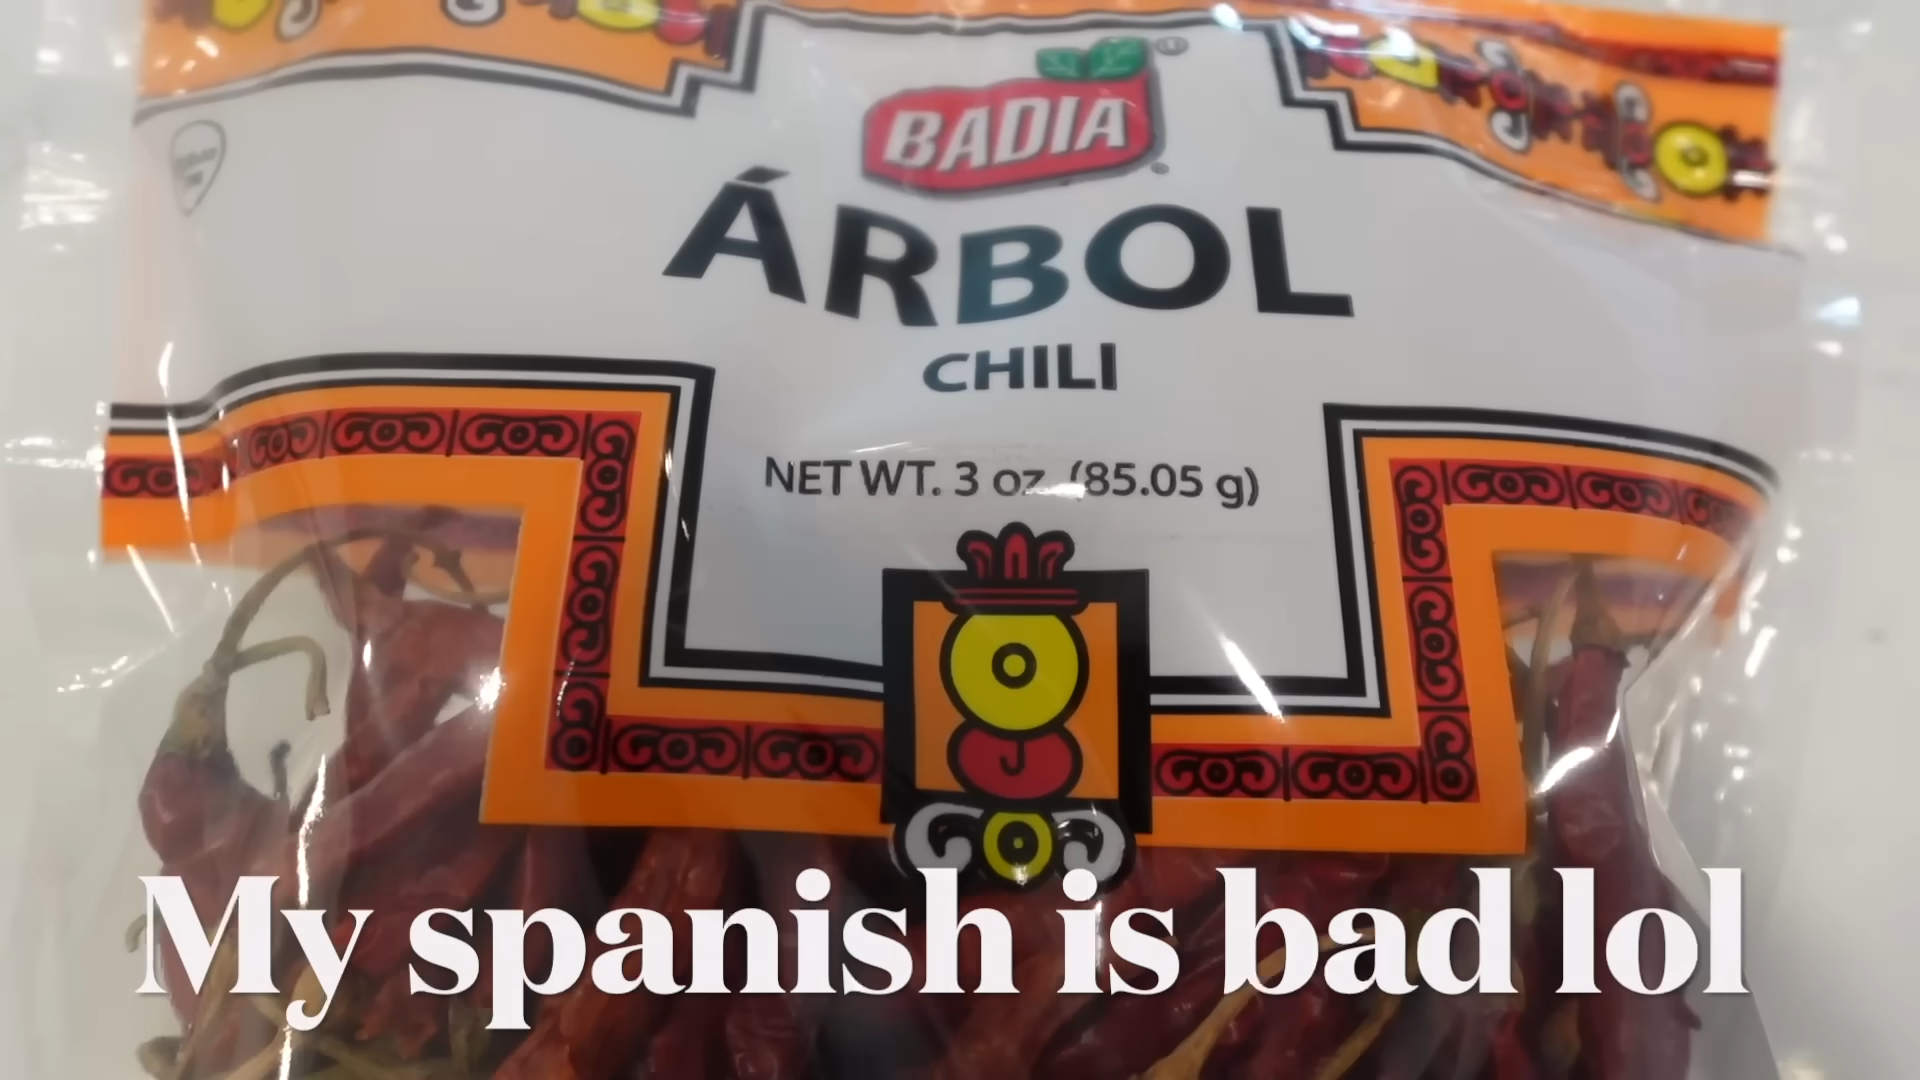 BADIA
ÁRBOL
CHILI
NET WT. 3 oz. (85.05 g)
My spanish is bad lol